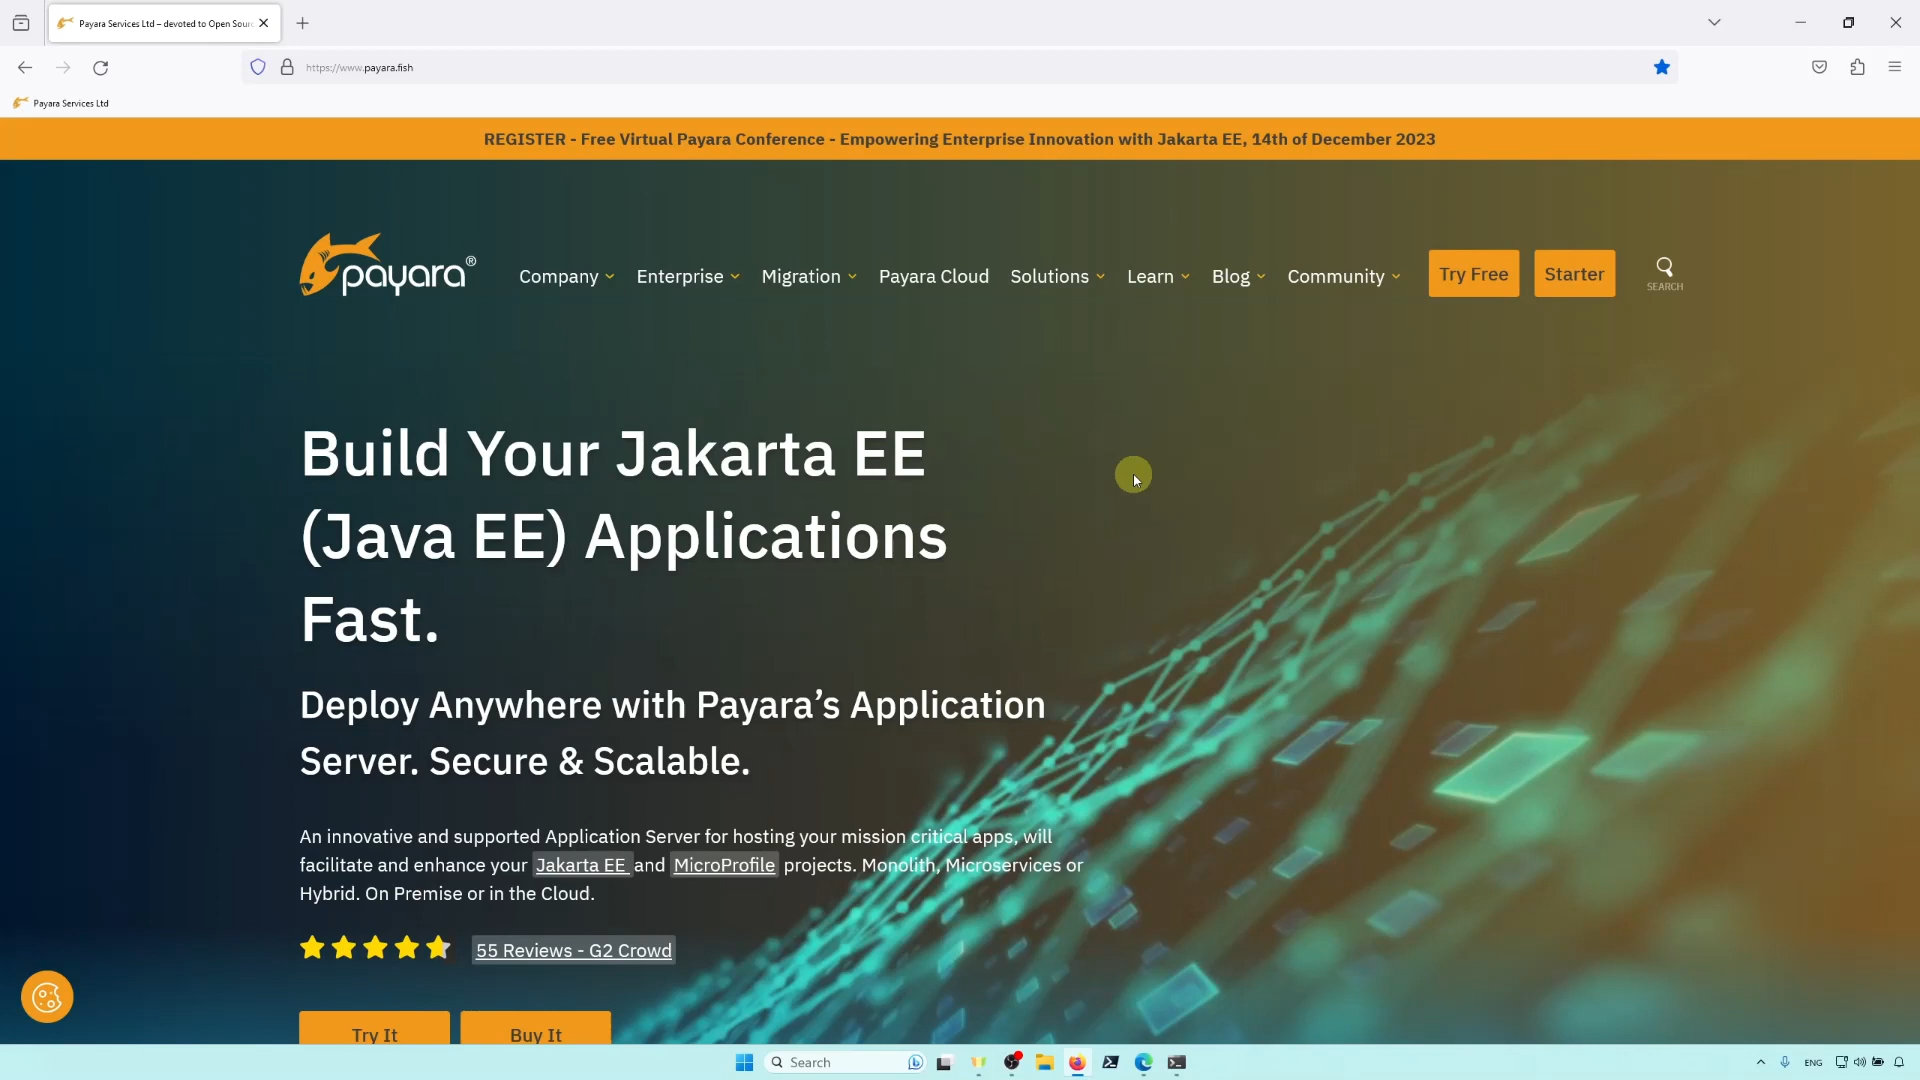 Payara Services Ltd – devoted to Open Sour
https://www.payara.fish
Payara Services Ltd
REGISTER - Free Virtual Payara Conference - Empowering Enterprise Innovation with Jakarta EE, 14th of December 2023
payara®
Company
Enterprise
Migration
Payara Cloud
Solutions
Learn
Blog
Community
Try Free
Starter
SEARCH
Build Your Jakarta EE
(Java EE) Applications
Fast.
Deploy Anywhere with Payara’s Application
Server. Secure & Scalable.
An innovative and supported Application Server for hosting your mission critical apps, will
facilitate and enhance your Jakarta EE and MicroProfile projects. Monolith, Microservices or
Hybrid. On Premise or in the Cloud.
55 Reviews - G2 Crowd
Try It
Buy It
Search
ENG